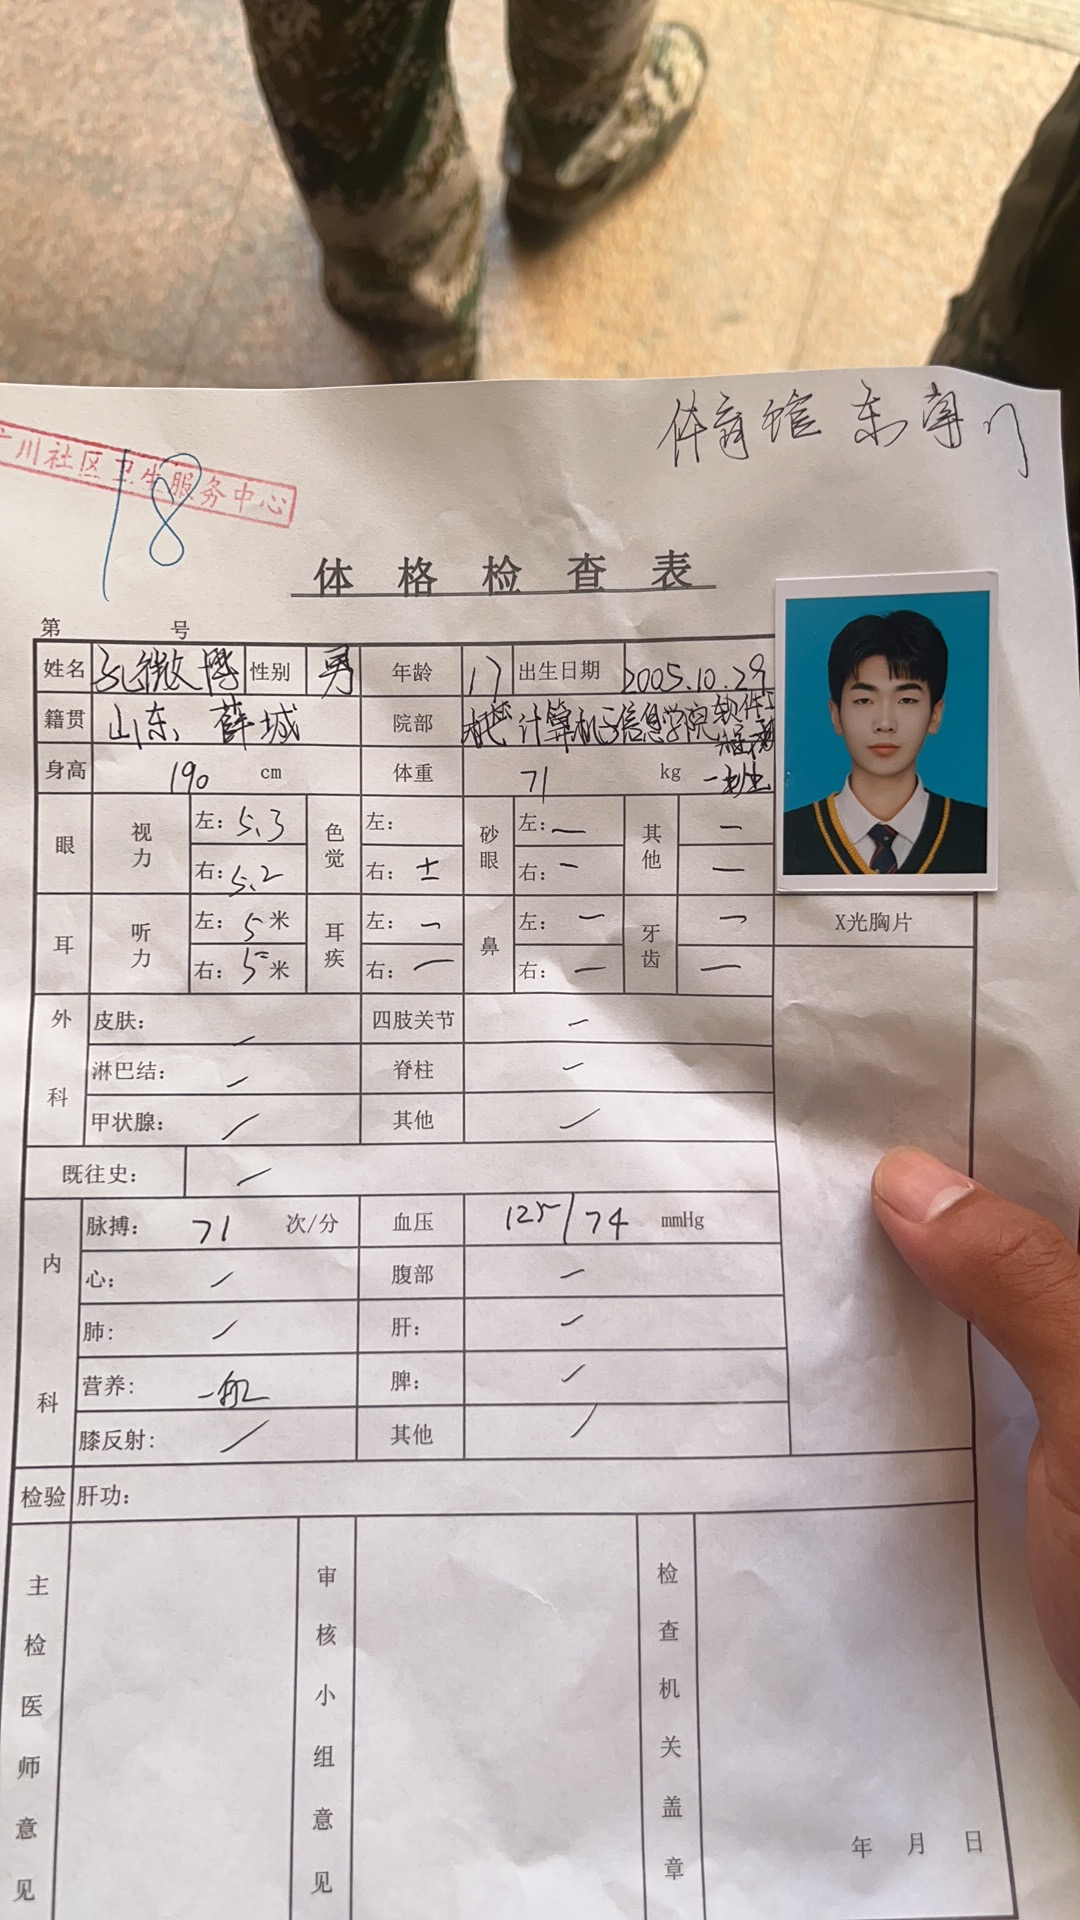 体育馆 东南门
广川社区卫生服务中心
18
体格检查表
第 号
姓名 孔微博 性别 男 年龄 17 出生日期 2005.10.29
籍贯 山东 薛城 院部 计算机与信息学院 软件工程 一班
身高 190 cm 体重 71 kg
眼 视力 左: 5.3 色觉 左: 砂眼 左: — 其他 —
右: 5.2 右: ± 右: - —
耳 听力 左: 5 米 耳疾 左: - 鼻 左: - 牙齿 - X光胸片
右: 5 米 右: — 右: — —
外科 皮肤: / 四肢关节 -
淋巴结: / 脊柱 -
甲状腺: / 其他 /
既往史: /
内科 脉搏: 71 次/分 血压 125/74 mmHg
心: / 腹部 -
肺: / 肝: -
营养: 一般 脾: /
膝反射: / 其他 /
检验 肝功:
主检医师意见 审核小组意见 检查机关盖章
年 月 日